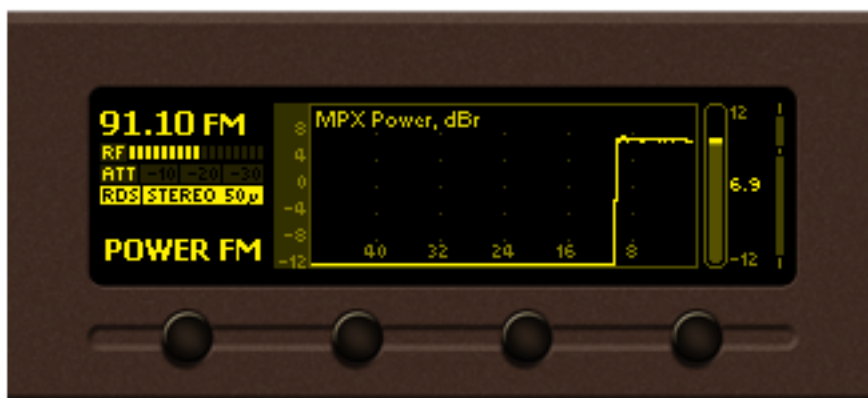 91.10 FM
RF
ATT -10 -20 -30
RDS STEREO 50µ
POWER FM
MPX Power, dBr
8
4
0
-4
-8
-12
40 32 24 16 8
12
6.9
-12